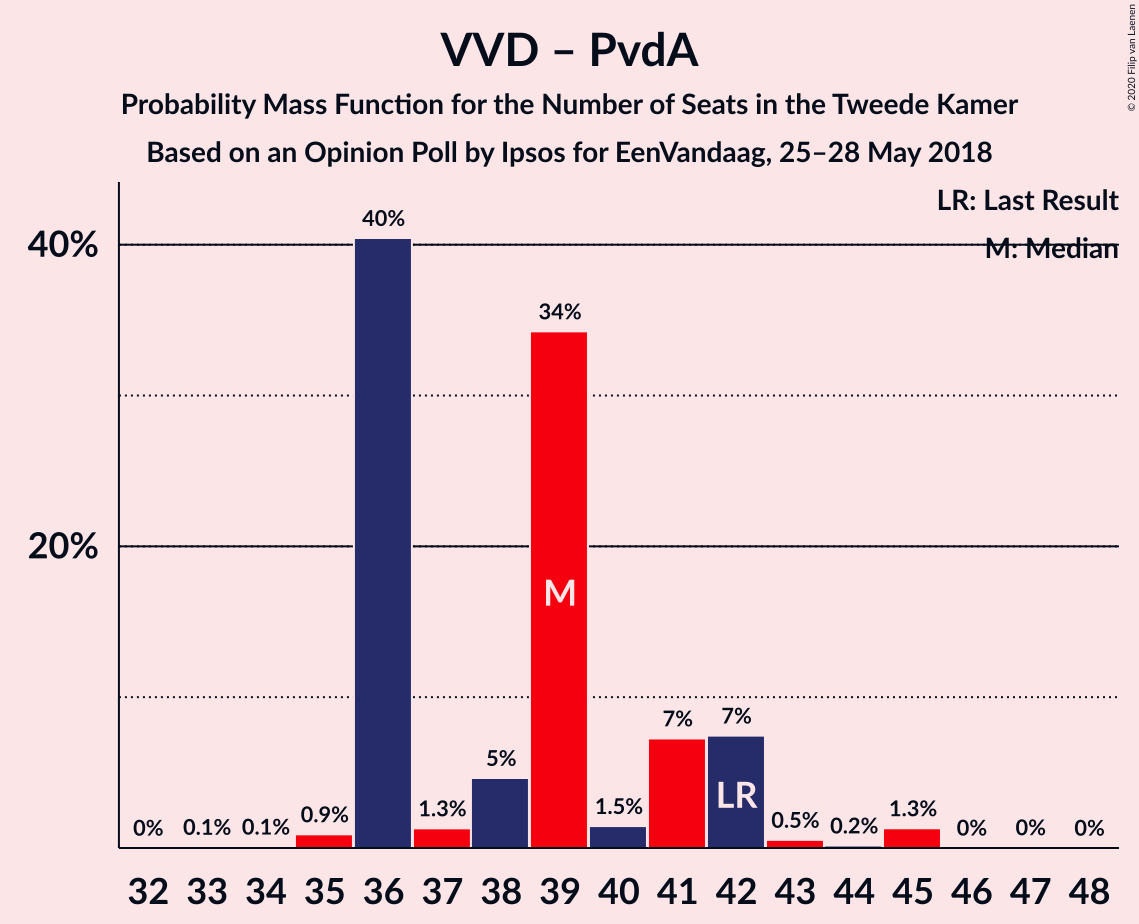 VVD – PvdA
Probability Mass Function for the Number of Seats in the Tweede Kamer
Based on an Opinion Poll by Ipsos for EenVandaag, 25–28 May 2018
© 2020 Filip van Laenen
LR: Last Result
M: Median
40%
20%
0% 0.1% 0.1% 0.9% 40% 1.3% 5% 34% 1.5% 7% 7% 0.5% 0.2% 1.3% 0% 0% 0%
M
LR
32 33 34 35 36 37 38 39 40 41 42 43 44 45 46 47 48